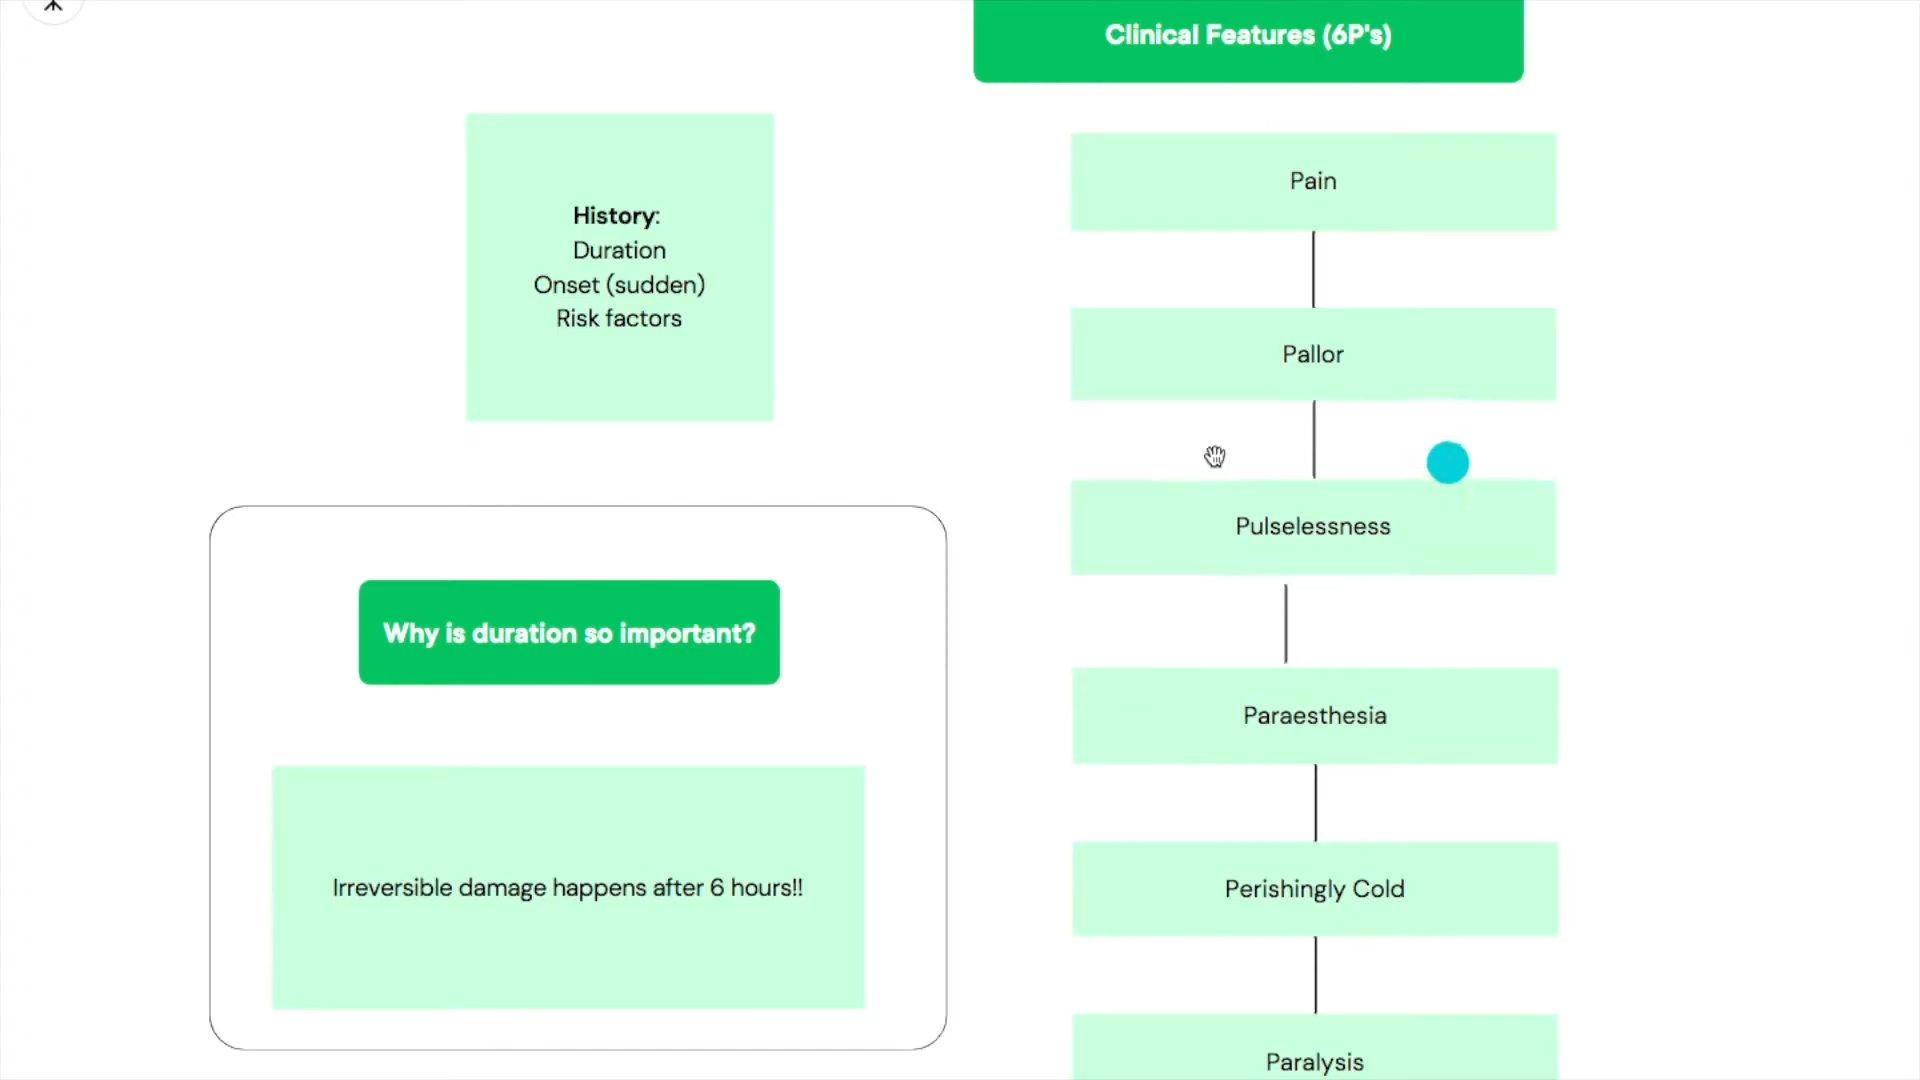 Clinical Features (6P's)
History:
Duration
Onset (sudden)
Risk factors
Why is duration so important?
Irreversible damage happens after 6 hours!!
Pain
Pallor
Pulselessness
Paraesthesia
Perishingly Cold
Paralysis